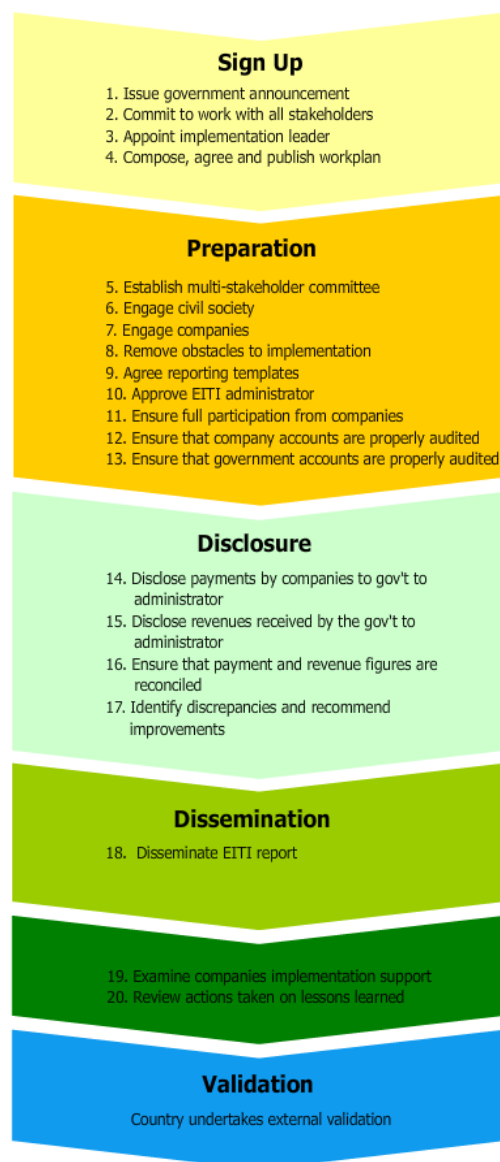 Sign Up
1. Issue government announcement
2. Commit to work with all stakeholders
3. Appoint implementation leader
4. Compose, agree and publish workplan
Preparation
5. Establish multi-stakeholder committee
6. Engage civil society
7. Engage companies
8. Remove obstacles to implementation
9. Agree reporting templates
10. Approve EITI administrator
11. Ensure full participation from companies
12. Ensure that company accounts are properly audited
13. Ensure that government accounts are properly audited
Disclosure
14. Disclose payments by companies to gov't to
administrator
15. Disclose revenues received by the gov't to
administrator
16. Ensure that payment and revenue figures are
reconciled
17. Identify discrepancies and recommend
improvements
Dissemination
18. Disseminate EITI report
19. Examine companies implementation support
20. Review actions taken on lessons learned
Validation
Country undertakes external validation